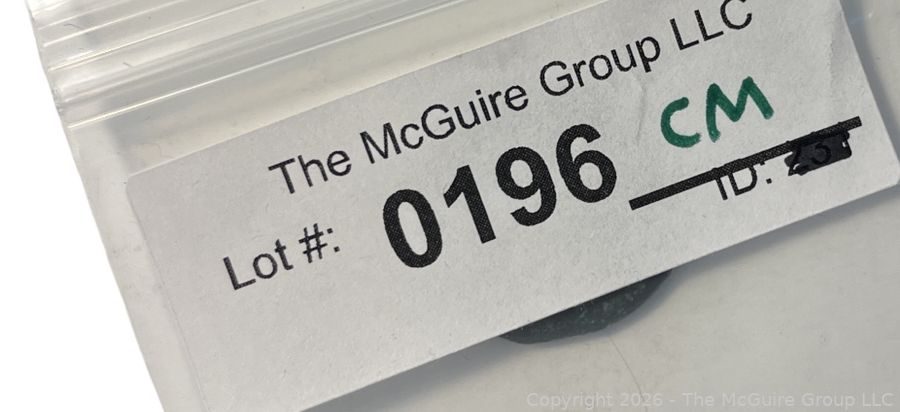 The McGuire Group LLC
Lot #: 0196 CM
ID:
Copyright 2026 - The McGuire Group LLC